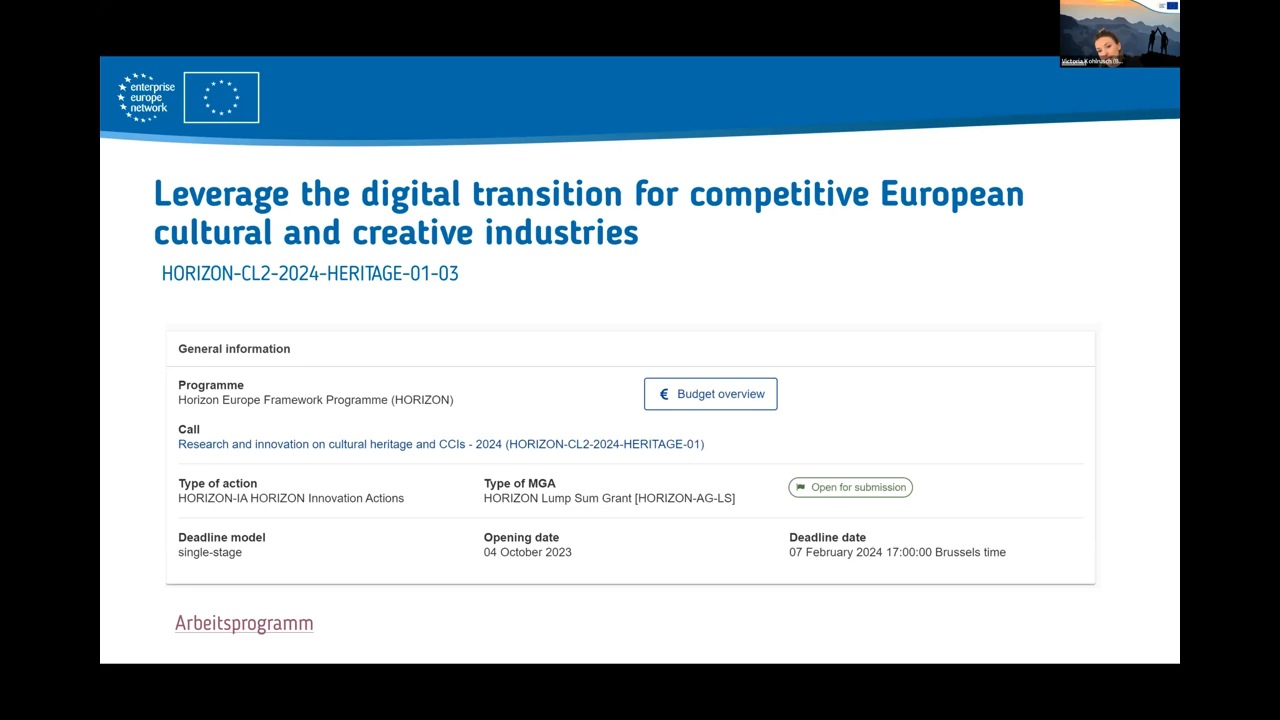 Victoria Kohlrusch (B...
enterprise
europe
network
Leverage the digital transition for competitive European
cultural and creative industries
HORIZON-CL2-2024-HERITAGE-01-03
General information
Programme
Horizon Europe Framework Programme (HORIZON)
€ Budget overview
Call
Research and innovation on cultural heritage and CCIs - 2024 (HORIZON-CL2-2024-HERITAGE-01)
Type of action
HORIZON-IA HORIZON Innovation Actions
Type of MGA
HORIZON Lump Sum Grant [HORIZON-AG-LS]
Open for submission
Deadline model
single-stage
Opening date
04 October 2023
Deadline date
07 February 2024 17:00:00 Brussels time
Arbeitsprogramm